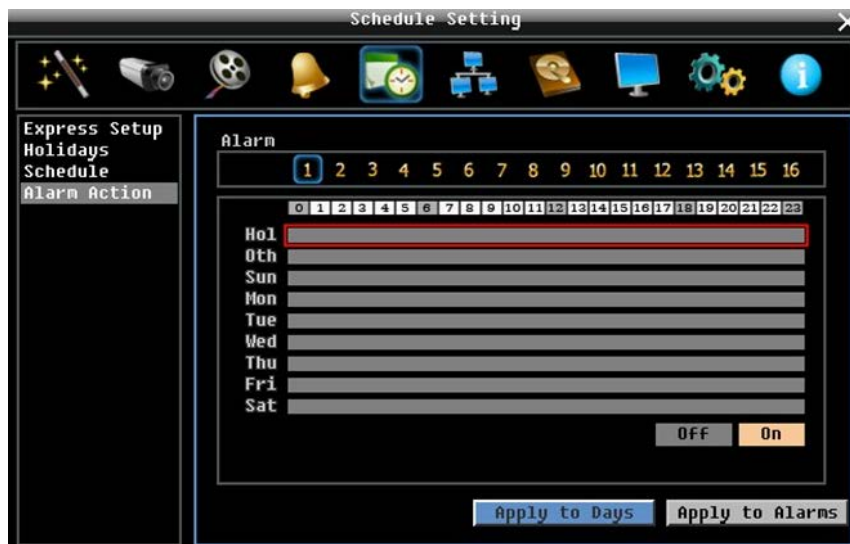 Schedule Setting
Express Setup
Holidays
Schedule
Alarm Action
Alarm
1 2 3 4 5 6 7 8 9 10 11 12 13 14 15 16
0 1 2 3 4 5 6 7 8 9 10 11 12 13 14 15 16 17 18 19 20 21 22 23
Hol
Oth
Sun
Mon
Tue
Wed
Thu
Fri
Sat
Off On
Apply to Days Apply to Alarms